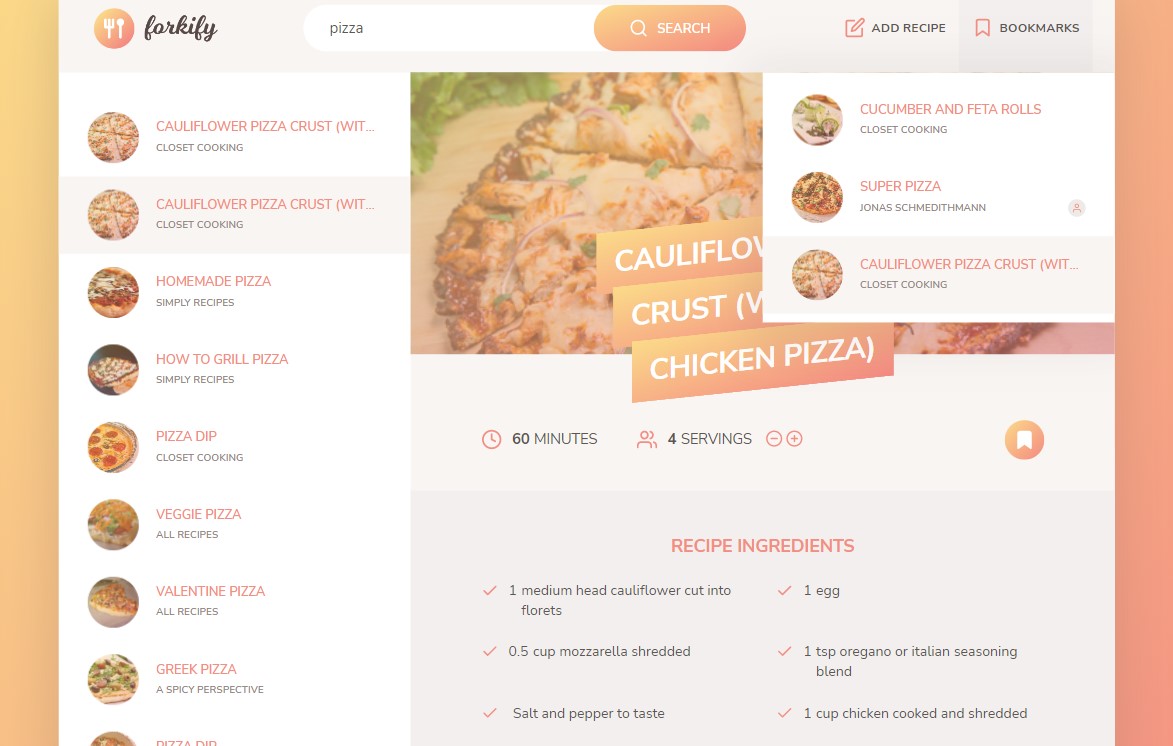 forkify
pizza
SEARCH
ADD RECIPE
BOOKMARKS
CAULIFLOWER PIZZA CRUST (WIT...
CLOSET COOKING
CAULIFLOWER PIZZA CRUST (WIT...
CLOSET COOKING
HOMEMADE PIZZA
SIMPLY RECIPES
HOW TO GRILL PIZZA
SIMPLY RECIPES
PIZZA DIP
CLOSET COOKING
VEGGIE PIZZA
ALL RECIPES
VALENTINE PIZZA
ALL RECIPES
GREEK PIZZA
A SPICY PERSPECTIVE
PIZZA DIP
CUCUMBER AND FETA ROLLS
CLOSET COOKING
SUPER PIZZA
JONAS SCHMEDITHMANN
CAULIFLOWER PIZZA CRUST (WIT...
CLOSET COOKING
CAULIFLOW
CRUST (W
CHICKEN PIZZA)
60 MINUTES
4 SERVINGS
RECIPE INGREDIENTS
1 medium head cauliflower cut into
florets
1 egg
0.5 cup mozzarella shredded
1 tsp oregano or italian seasoning
blend
Salt and pepper to taste
1 cup chicken cooked and shredded